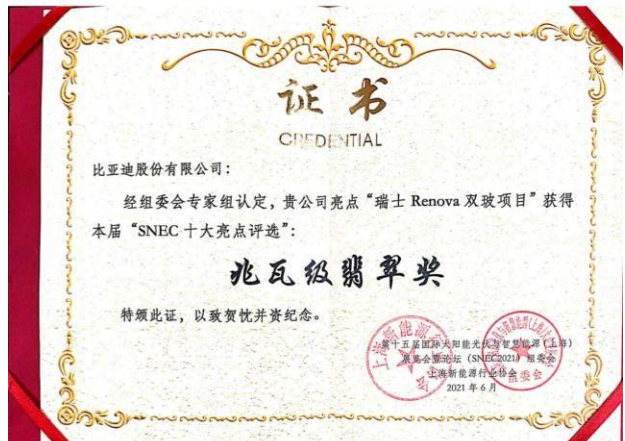 证书
CREDENTIAL
比亚迪股份有限公司：
经组委会专家组认定，贵公司亮点“瑞士 Renova 双玻项目”获得
本届“SNEC 十大亮点评选”：
兆瓦级翡翠奖
特颁此证，以致贺忱并资纪念。
第十五届国际太阳能光伏与智慧能源（上海）
展览会暨论坛（SNEC2021）组委会
上海新能源行业协会
2021 年 6 月